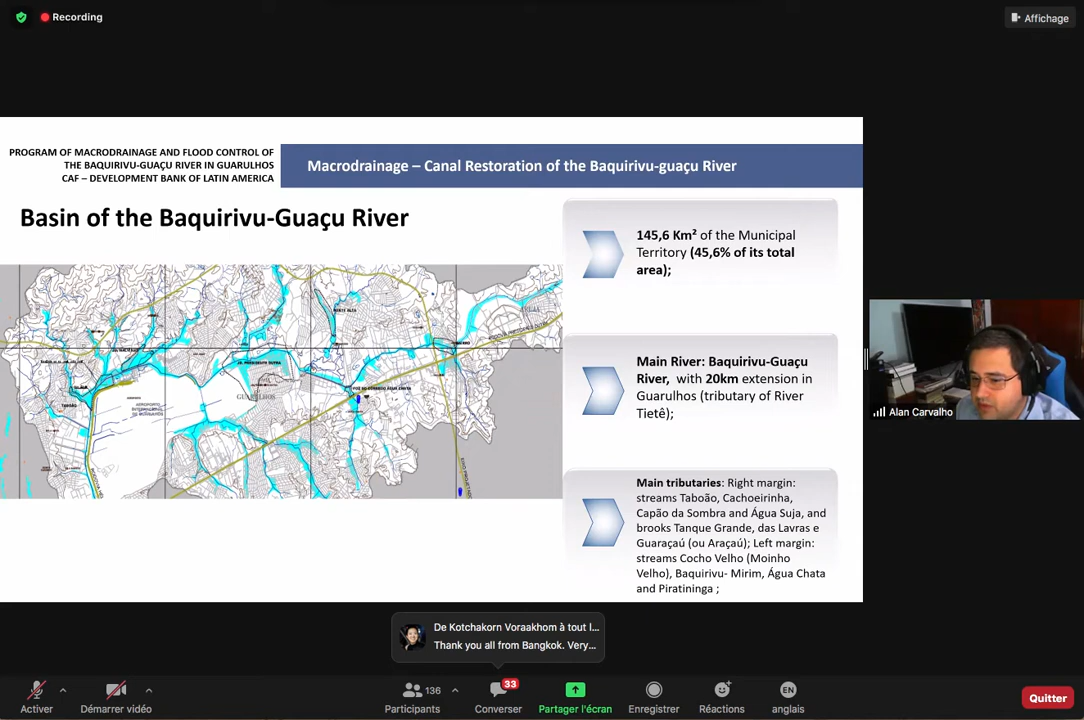 Recording
Affichage
PROGRAM OF MACRODRAINAGE AND FLOOD CONTROL OF
THE BAQUIRIVU-GUAÇU RIVER IN GUARULHOS
CAF – DEVELOPMENT BANK OF LATIN AMERICA
Macrodrainage – Canal Restoration of the Baquirivu-guaçu River
Basin of the Baquirivu-Guaçu River
145,6 Km² of the Municipal
Territory (45,6% of its total
area);
Main River: Baquirivu-Guaçu
River, with 20km extension in
Guarulhos (tributary of River
Tietê);
Main tributaries: Right margin:
streams Taboão, Cachoeirinha,
Capão da Sombra and Água Suja, and
brooks Tanque Grande, das Lavras e
Guaraçaú (ou Araçaú); Left margin:
streams Cocho Velho (Moinho
Velho), Baquirivu- Mirim, Água Chata
and Piratininga ;
GUARULHOS
Alan Carvalho
De Kotchakorn Voraakhom à tout l...
Thank you all from Bangkok. Very...
Activer
Démarrer vidéo
136
Participants
33
Converser
Partager l'écran
Enregistrer
Réactions
EN
anglais
Quitter